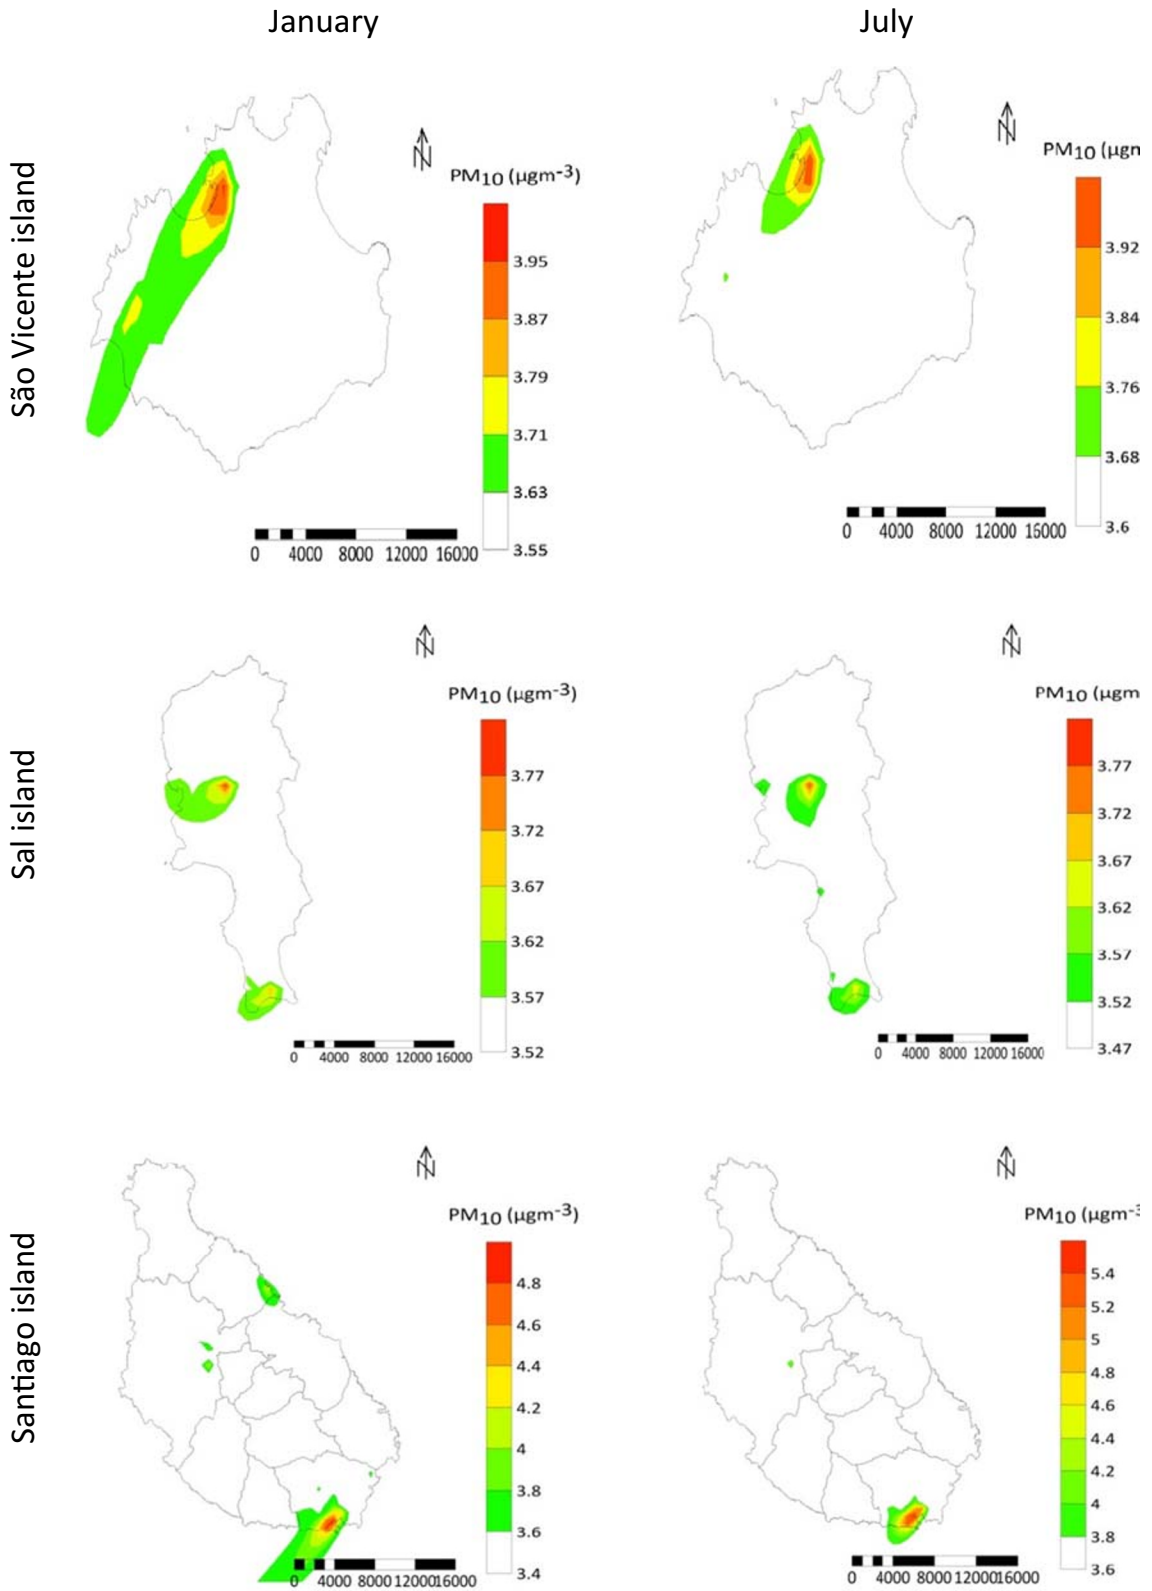 January
July
São Vicente island
N
PM10 (µgm-3)
3.95
3.87
3.79
3.71
3.63
3.55
0 4000 8000 12000 16000
N
PM10 (µgm
3.92
3.84
3.76
3.68
3.6
0 4000 8000 12000 16000
Sal island
N
PM10 (µgm-3)
3.77
3.72
3.67
3.62
3.57
3.52
0 4000 8000 12000 16000
N
PM10 (µgm
3.77
3.72
3.67
3.62
3.57
3.52
3.47
0 4000 8000 12000 16000
Santiago island
N
PM10 (µgm-3)
4.8
4.6
4.4
4.2
4
3.8
3.6
3.4
0 4000 8000 12000 16000
N
PM10 (µgm-3
5.4
5.2
5
4.8
4.6
4.4
4.2
4
3.8
3.6
0 4000 8000 12000 16000